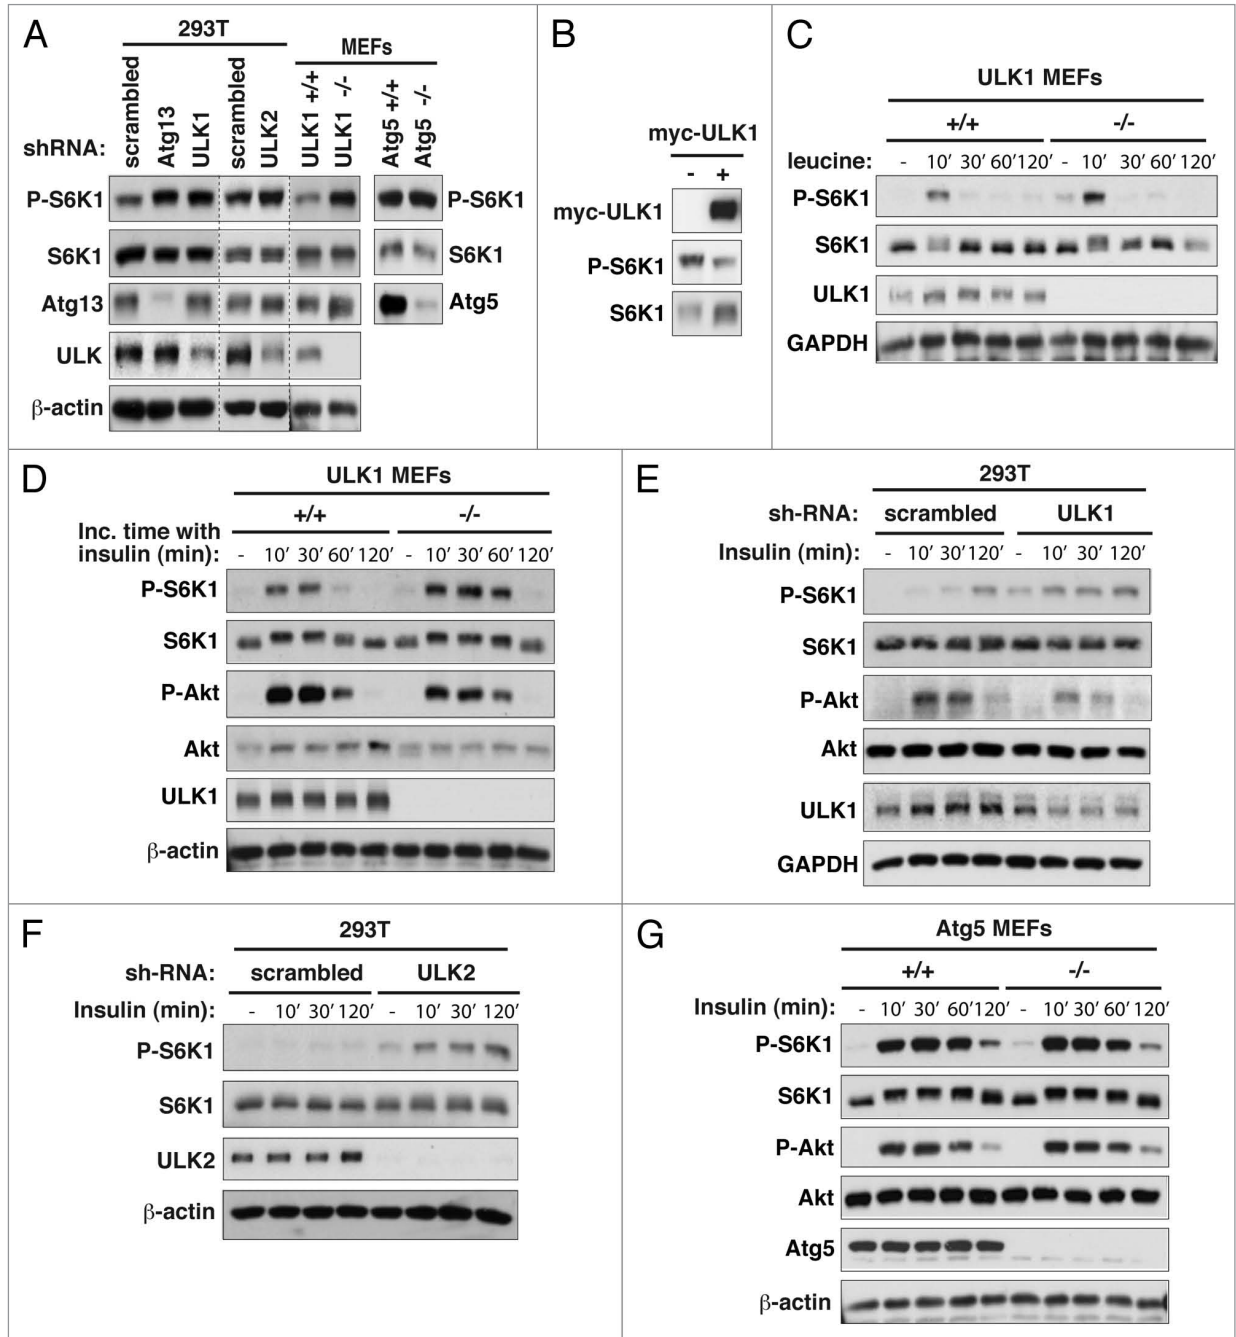 A
293T
MEFs
shRNA:
scrambled
Atg13
ULK1
scrambled
ULK2
ULK1 +/+
ULK1 -/-
Atg5 +/+
Atg5 -/-
P-S6K1
P-S6K1
S6K1
S6K1
Atg13
Atg5
ULK
β-actin
B
myc-ULK1
- +
myc-ULK1
P-S6K1
S6K1
C
ULK1 MEFs
+/+ -/-
leucine: - 10′ 30′ 60′ 120′ - 10′ 30′ 60′ 120′
P-S6K1
S6K1
ULK1
GAPDH
D
ULK1 MEFs
+/+ -/-
Inc. time with
insulin (min): - 10′ 30′ 60′ 120′ - 10′ 30′ 60′ 120′
P-S6K1
S6K1
P-Akt
Akt
ULK1
β-actin
E
293T
sh-RNA: scrambled ULK1
Insulin (min): - 10′ 30′ 120′ - 10′ 30′ 120′
P-S6K1
S6K1
P-Akt
Akt
ULK1
GAPDH
F
293T
sh-RNA: scrambled ULK2
Insulin (min): - 10′ 30′ 120′ - 10′ 30′ 120′
P-S6K1
S6K1
ULK2
β-actin
G
Atg5 MEFs
+/+ -/-
Insulin (min): - 10′ 30′ 60′ 120′ - 10′ 30′ 60′ 120′
P-S6K1
S6K1
P-Akt
Akt
Atg5
β-actin